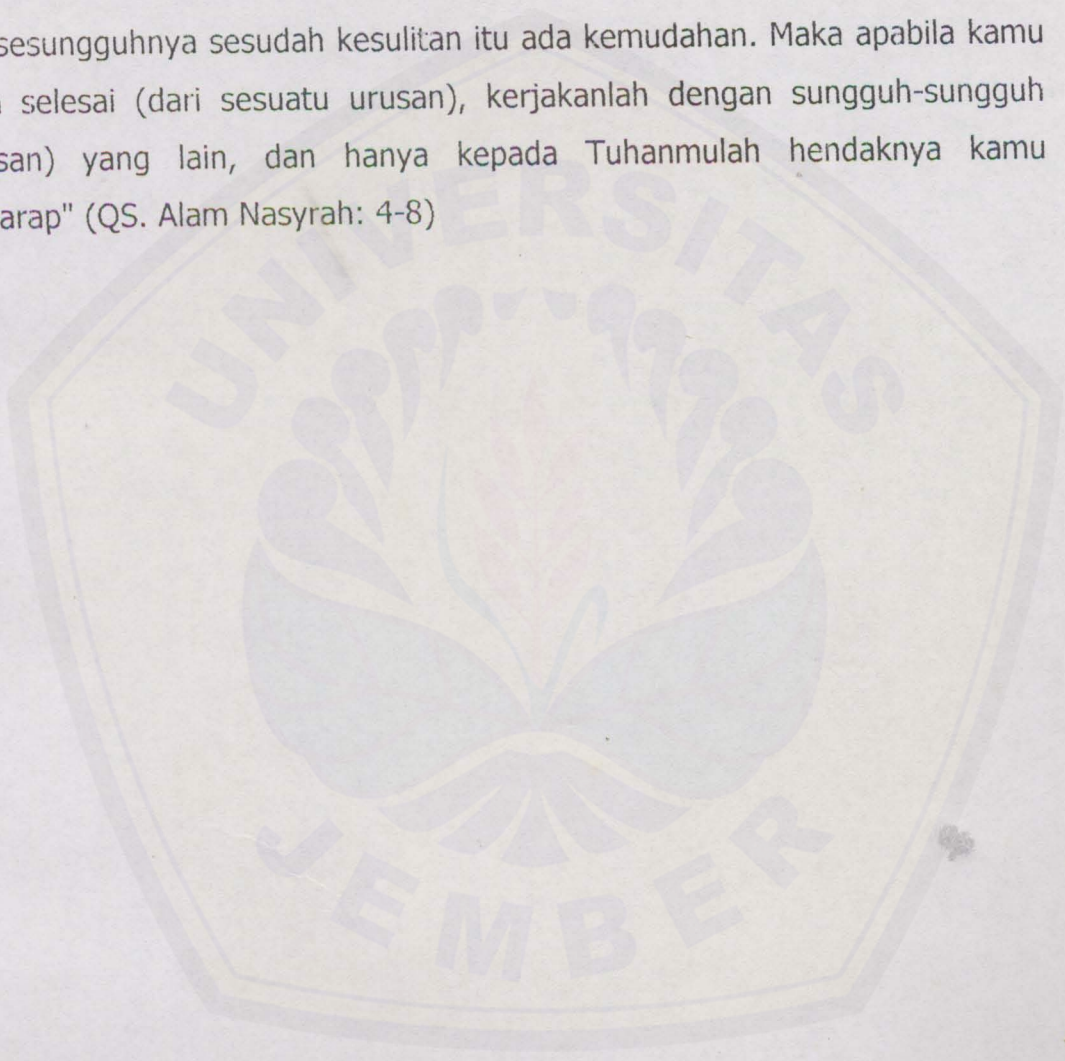 sesungguhnya sesudah kesulitan itu ada kemudahan. Maka apabila kamu
selesai (dari sesuatu urusan), kerjakanlah dengan sungguh-sungguh
san) yang lain, dan hanya kepada Tuhanmulah hendaknya kamu
arap" (QS. Alam Nasyrah: 4-8)
UNIVERSITAS
JEMBER